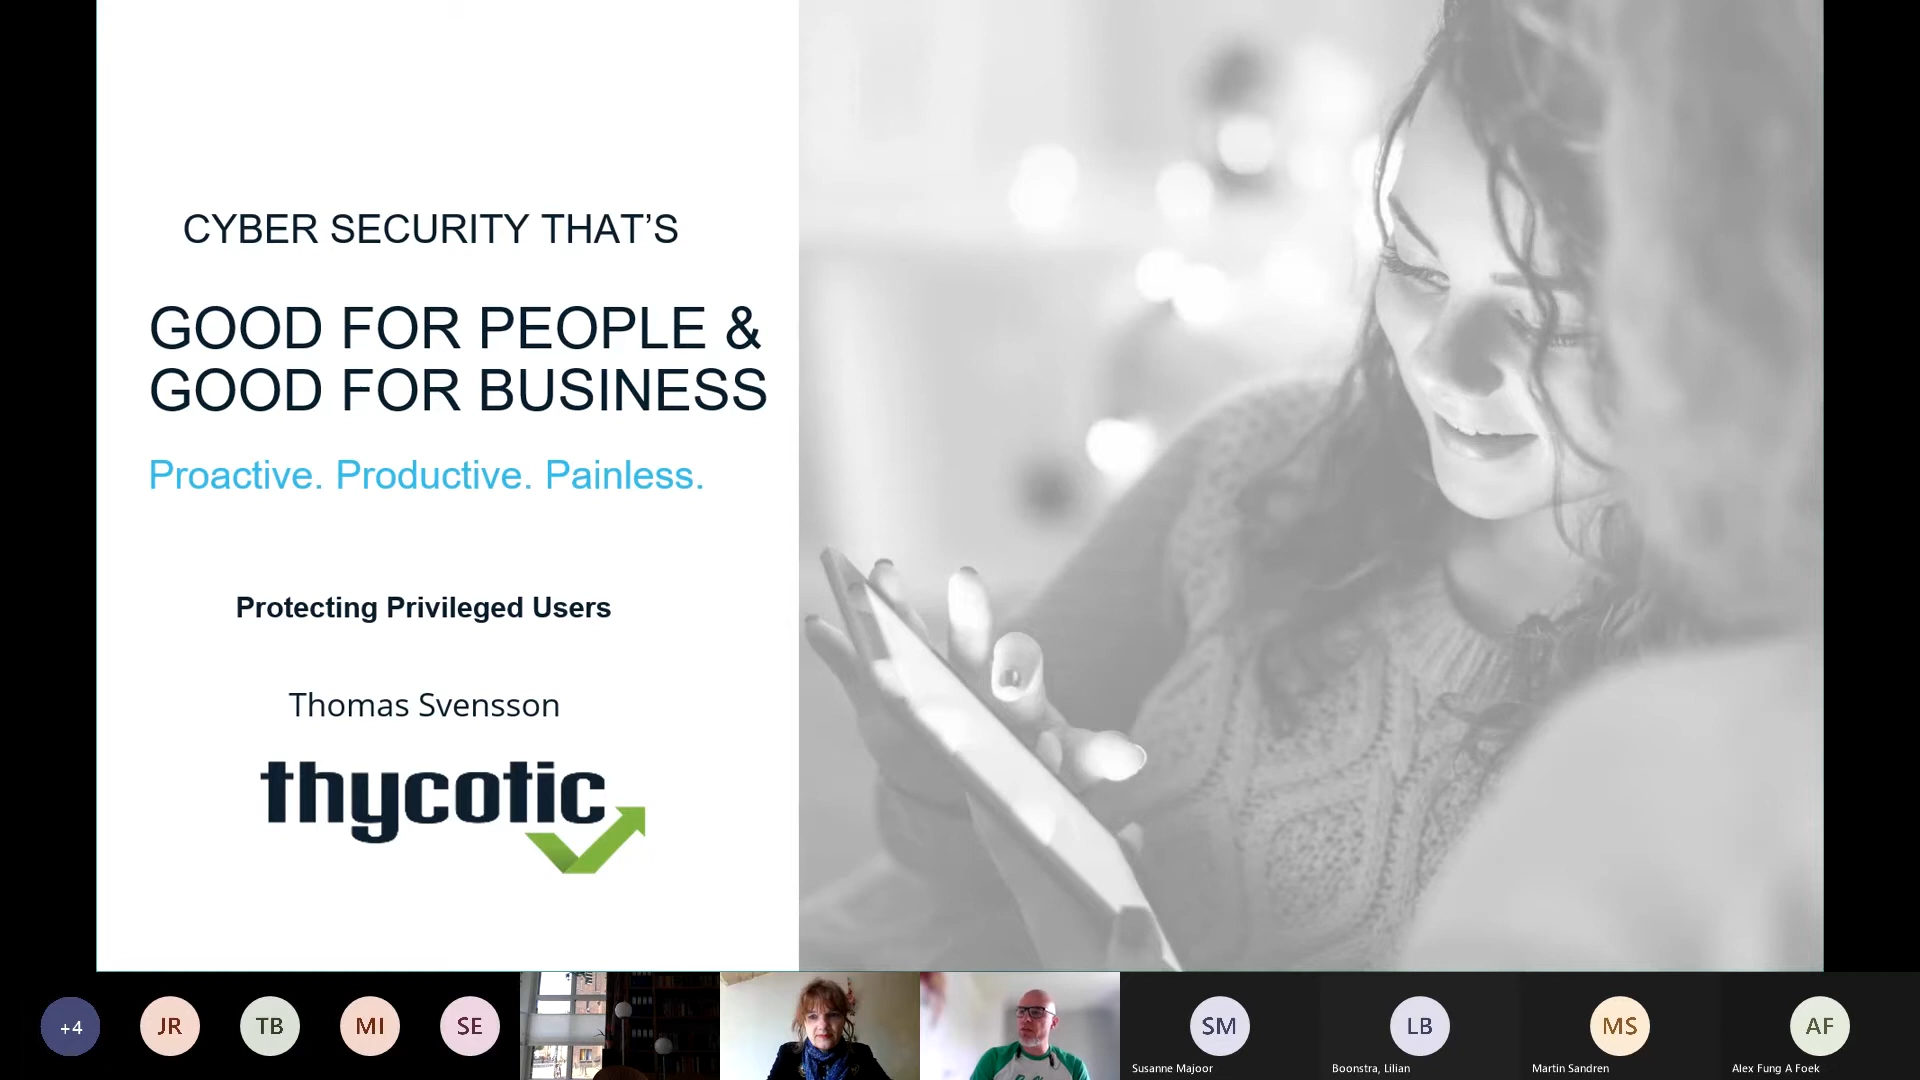 CYBER SECURITY THAT’S
GOOD FOR PEOPLE &
GOOD FOR BUSINESS
Proactive. Productive. Painless.
Protecting Privileged Users
Thomas Svensson
thycotic
+4
JR
TB
MI
SE
SM
LB
MS
AF
Susanne Majoor
Boonstra, Lilian
Martin Sandren
Alex Fung A Foek